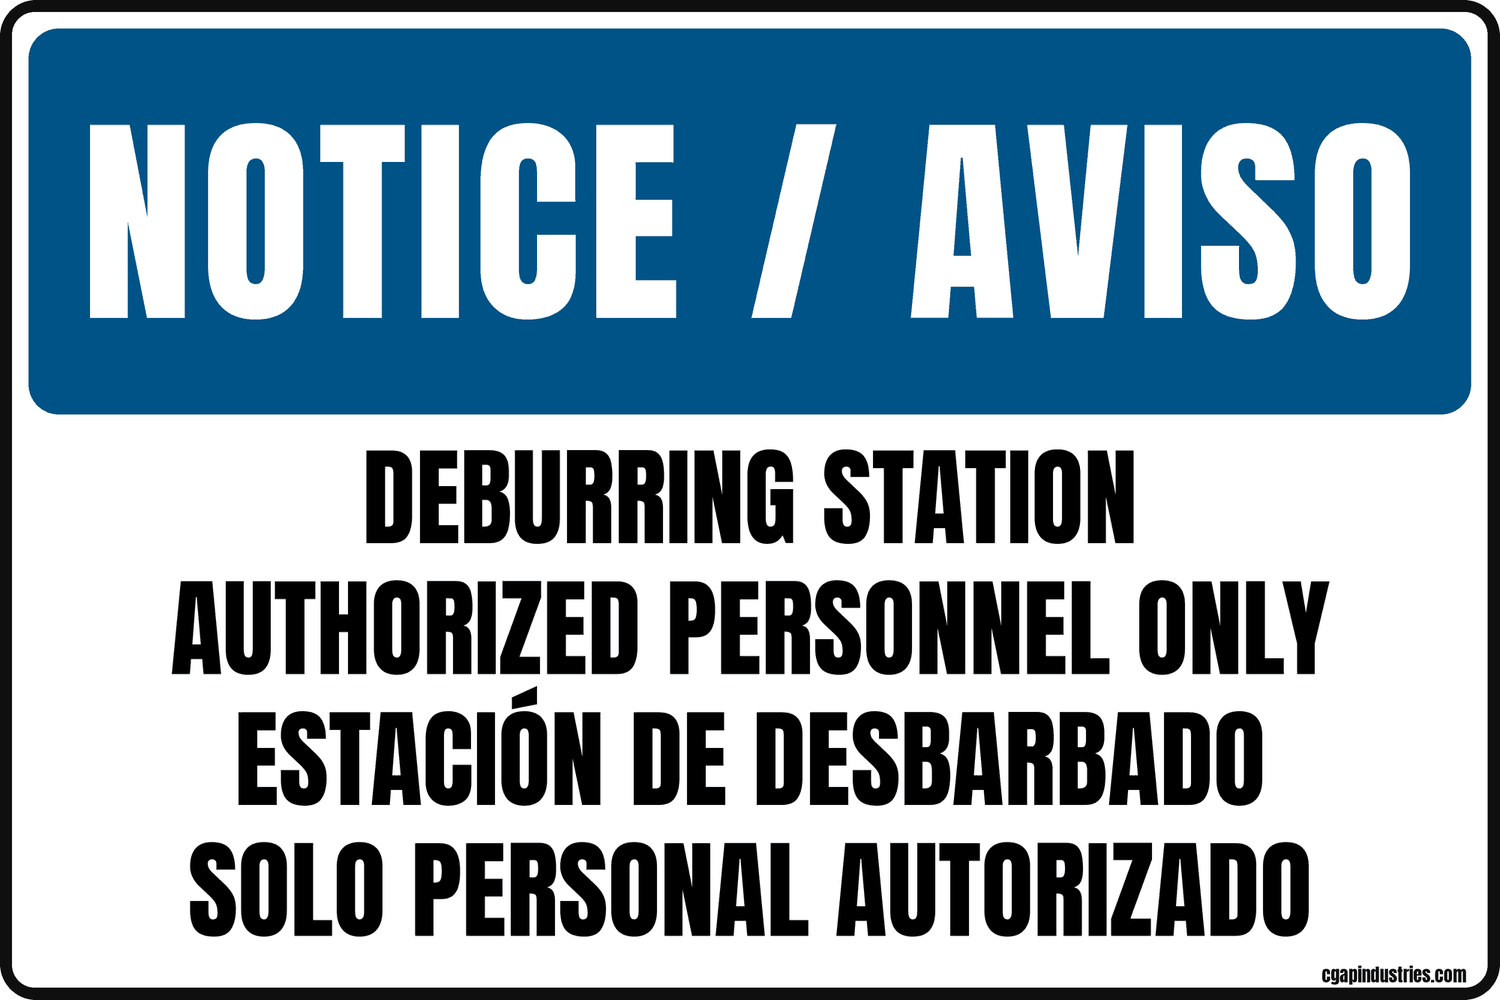 NOTICE / AVISO
DEBURRING STATION
AUTHORIZED PERSONNEL ONLY
ESTACIÓN DE DESBARBADO
SOLO PERSONAL AUTORIZADO
cgapindustries.com